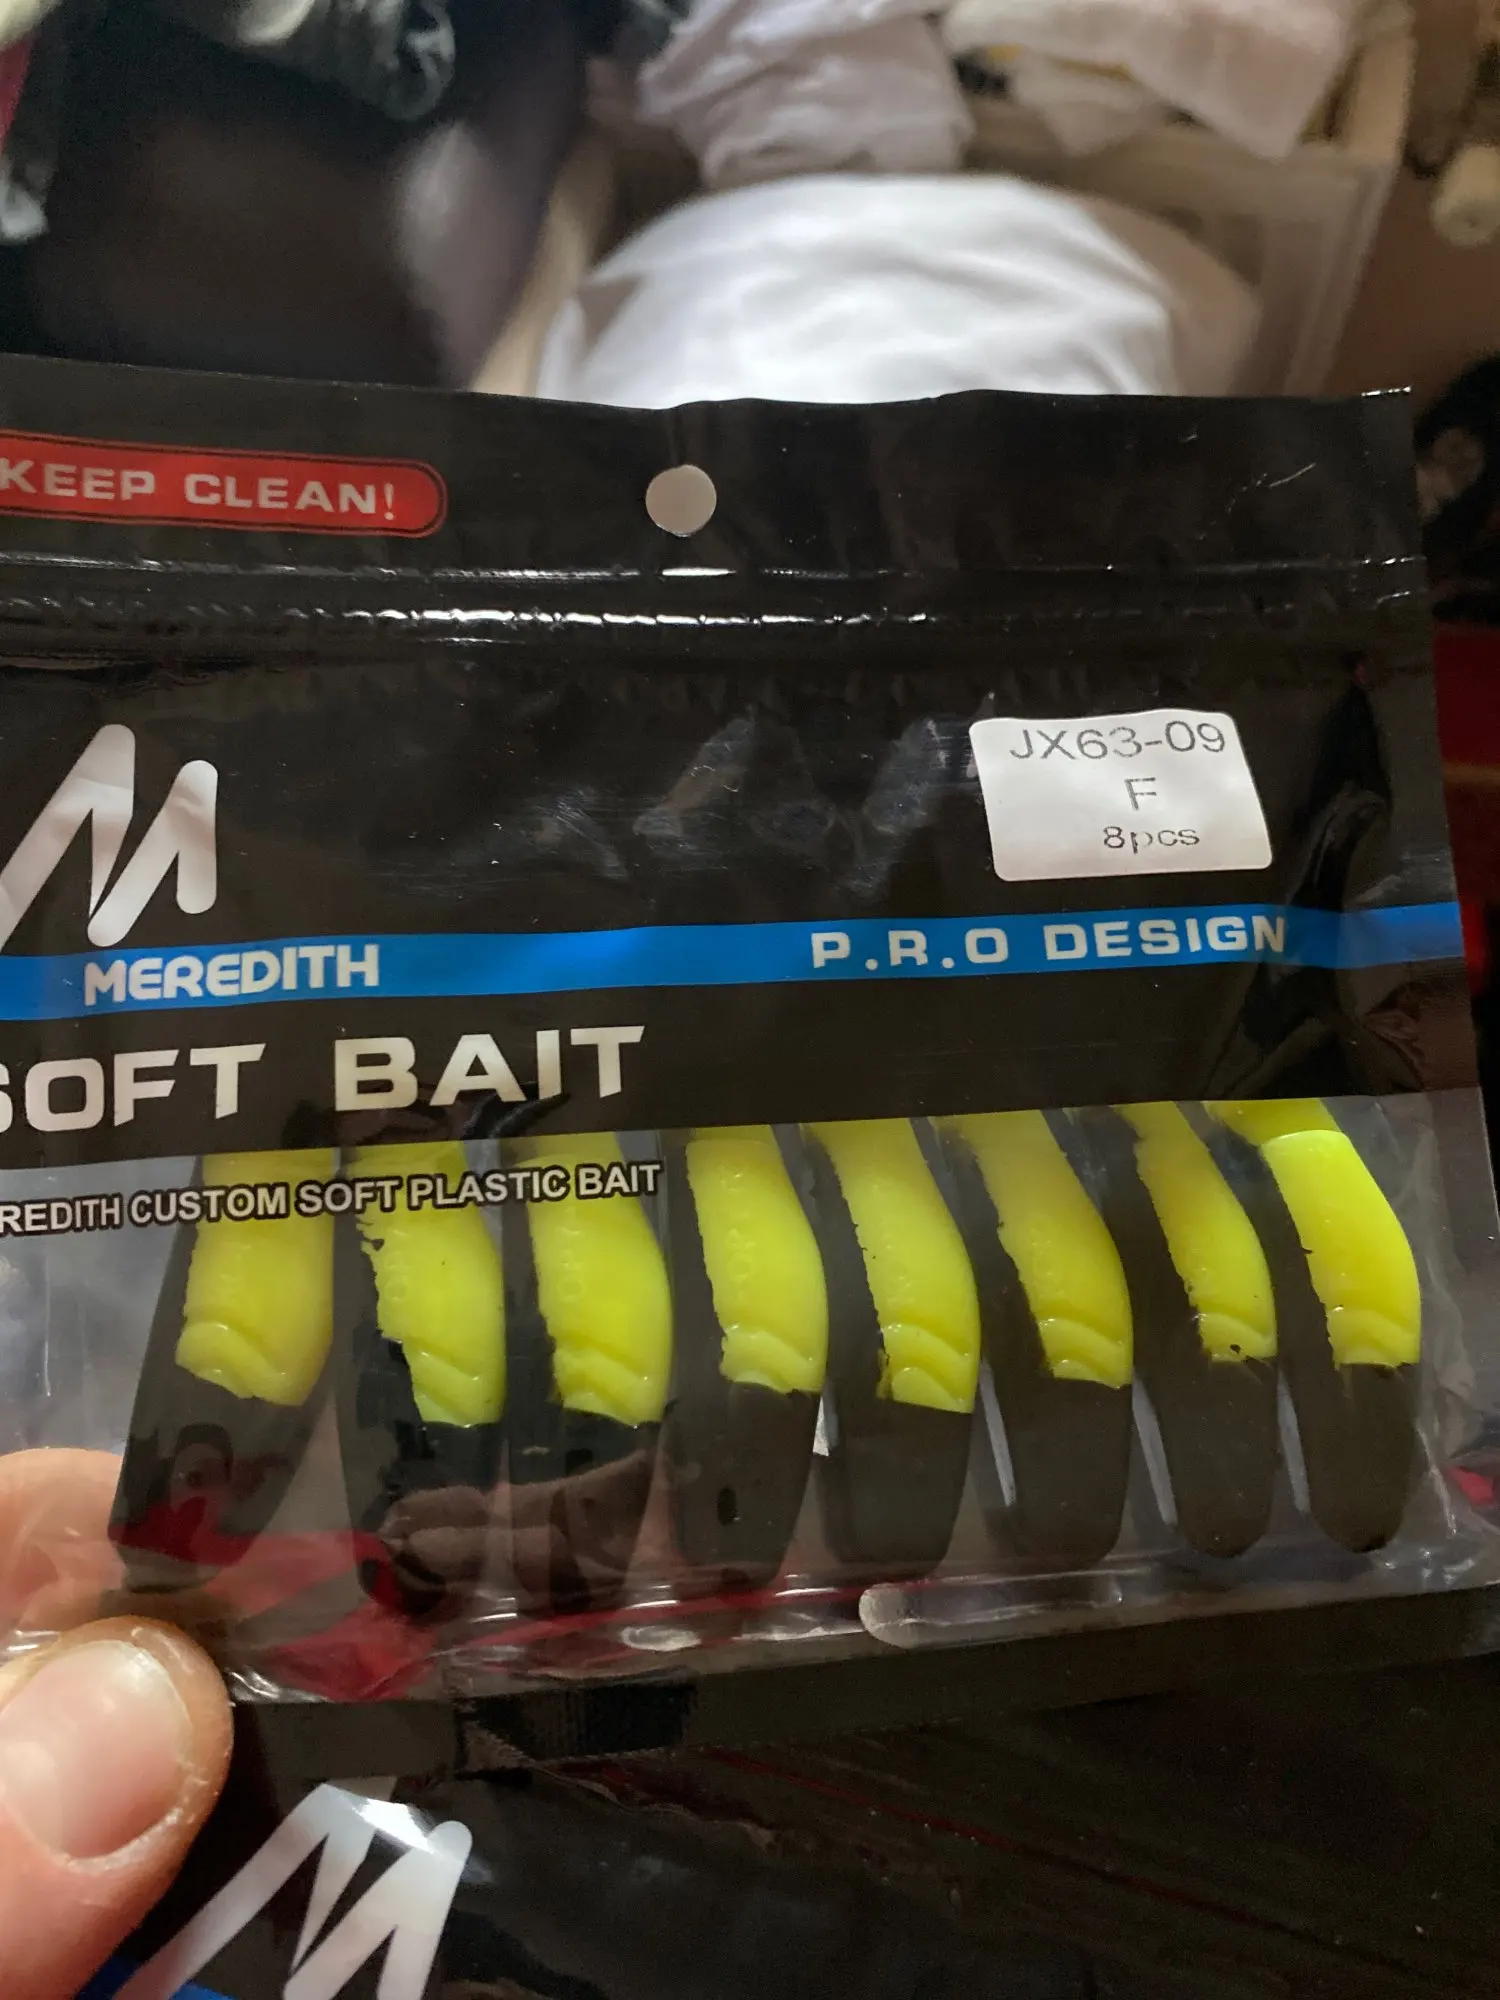 KEEP CLEAN!
JX63-09
F
8pcs
M
MEREDITH
P.R.O DESIGN
SOFT BAIT
REDITH CUSTOM SOFT PLASTIC BAIT
M